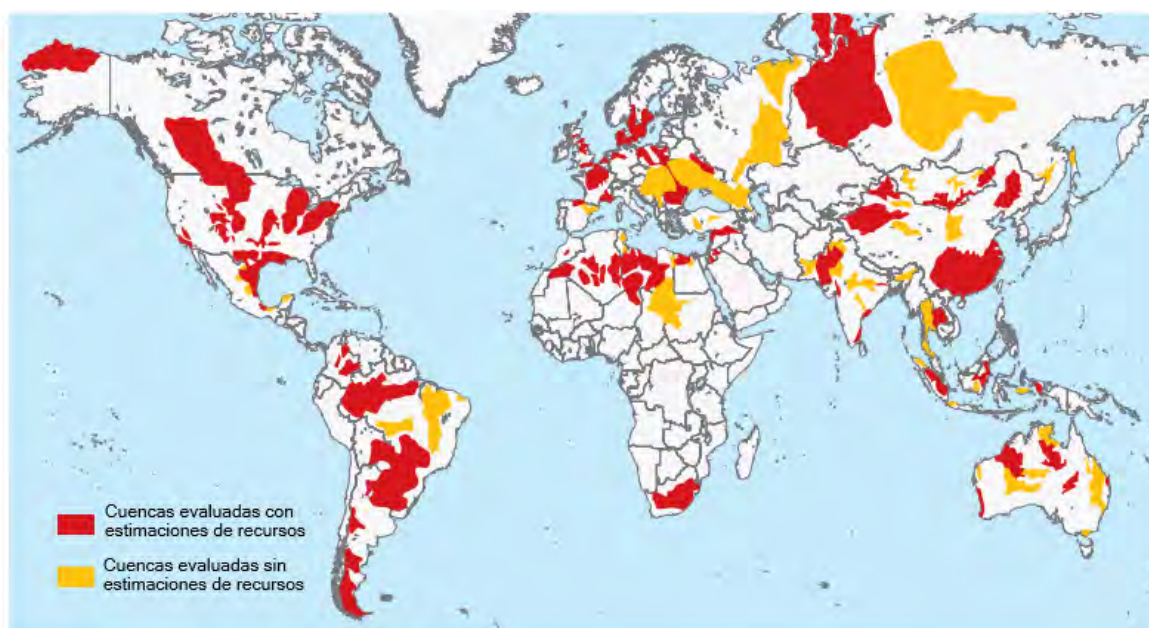 Cuencas evaluadas con
estimaciones de recursos
Cuencas evaluadas sin
estimaciones de recursos